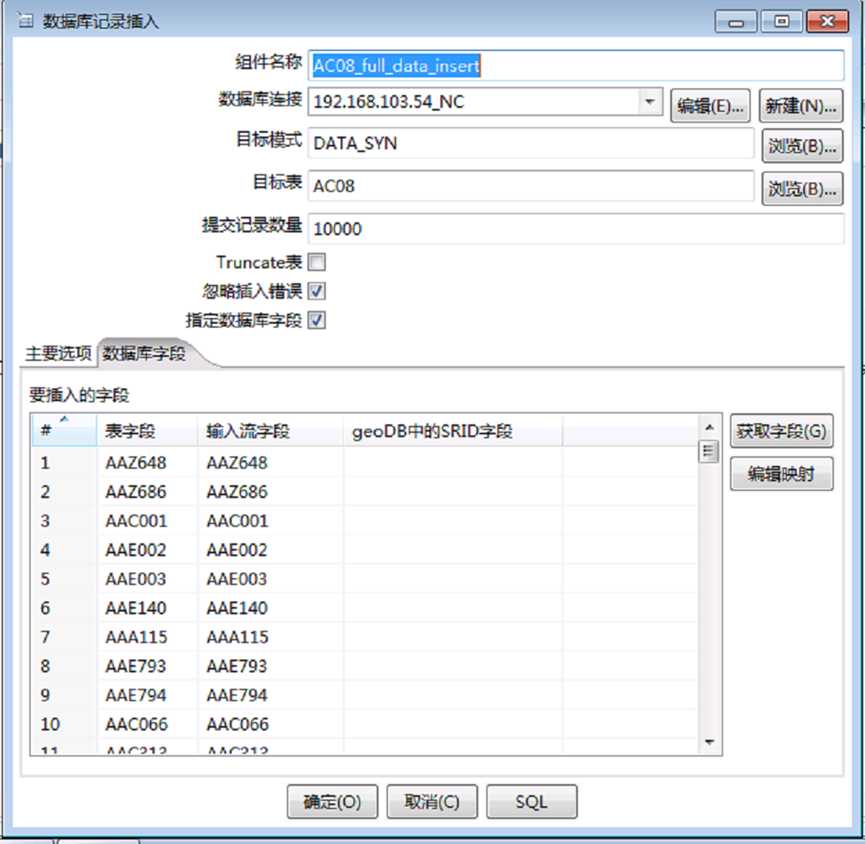 数据库记录插入
组件名称 AC08_full_data_insert
数据库连接 192.168.103.54_NC 编辑(E)... 新建(N)...
目标模式 DATA_SYN 浏览(B)...
目标表 AC08 浏览(B)...
提交记录数量 10000
Truncate表
忽略插入错误
指定数据库字段
主要选项 数据库字段
要插入的字段
# 表字段 输入流字段 geoDB中的SRID字段 获取字段(G)
1 AAZ648 AAZ648 编辑映射
2 AAZ686 AAZ686
3 AAC001 AAC001
4 AAE002 AAE002
5 AAE003 AAE003
6 AAE140 AAE140
7 AAA115 AAA115
8 AAE793 AAE793
9 AAE794 AAE794
10 AAC066 AAC066
11 AAC313 AAC313
确定(O) 取消(C) SQL